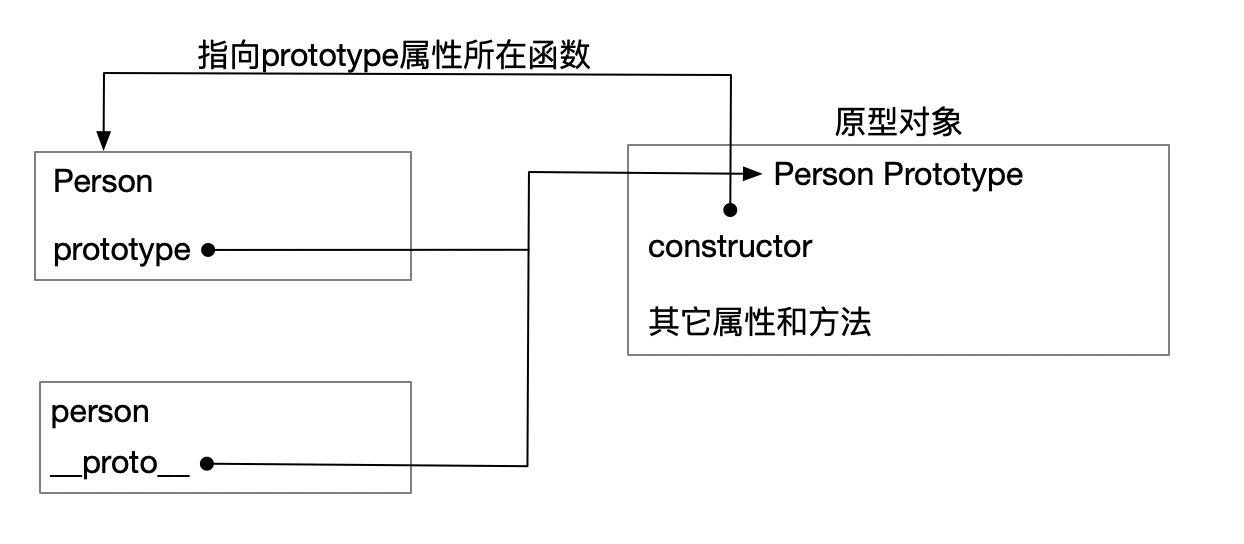 指向prototype属性所在函数
原型对象
Person
prototype
Person Prototype
constructor
其它属性和方法
person
__proto__